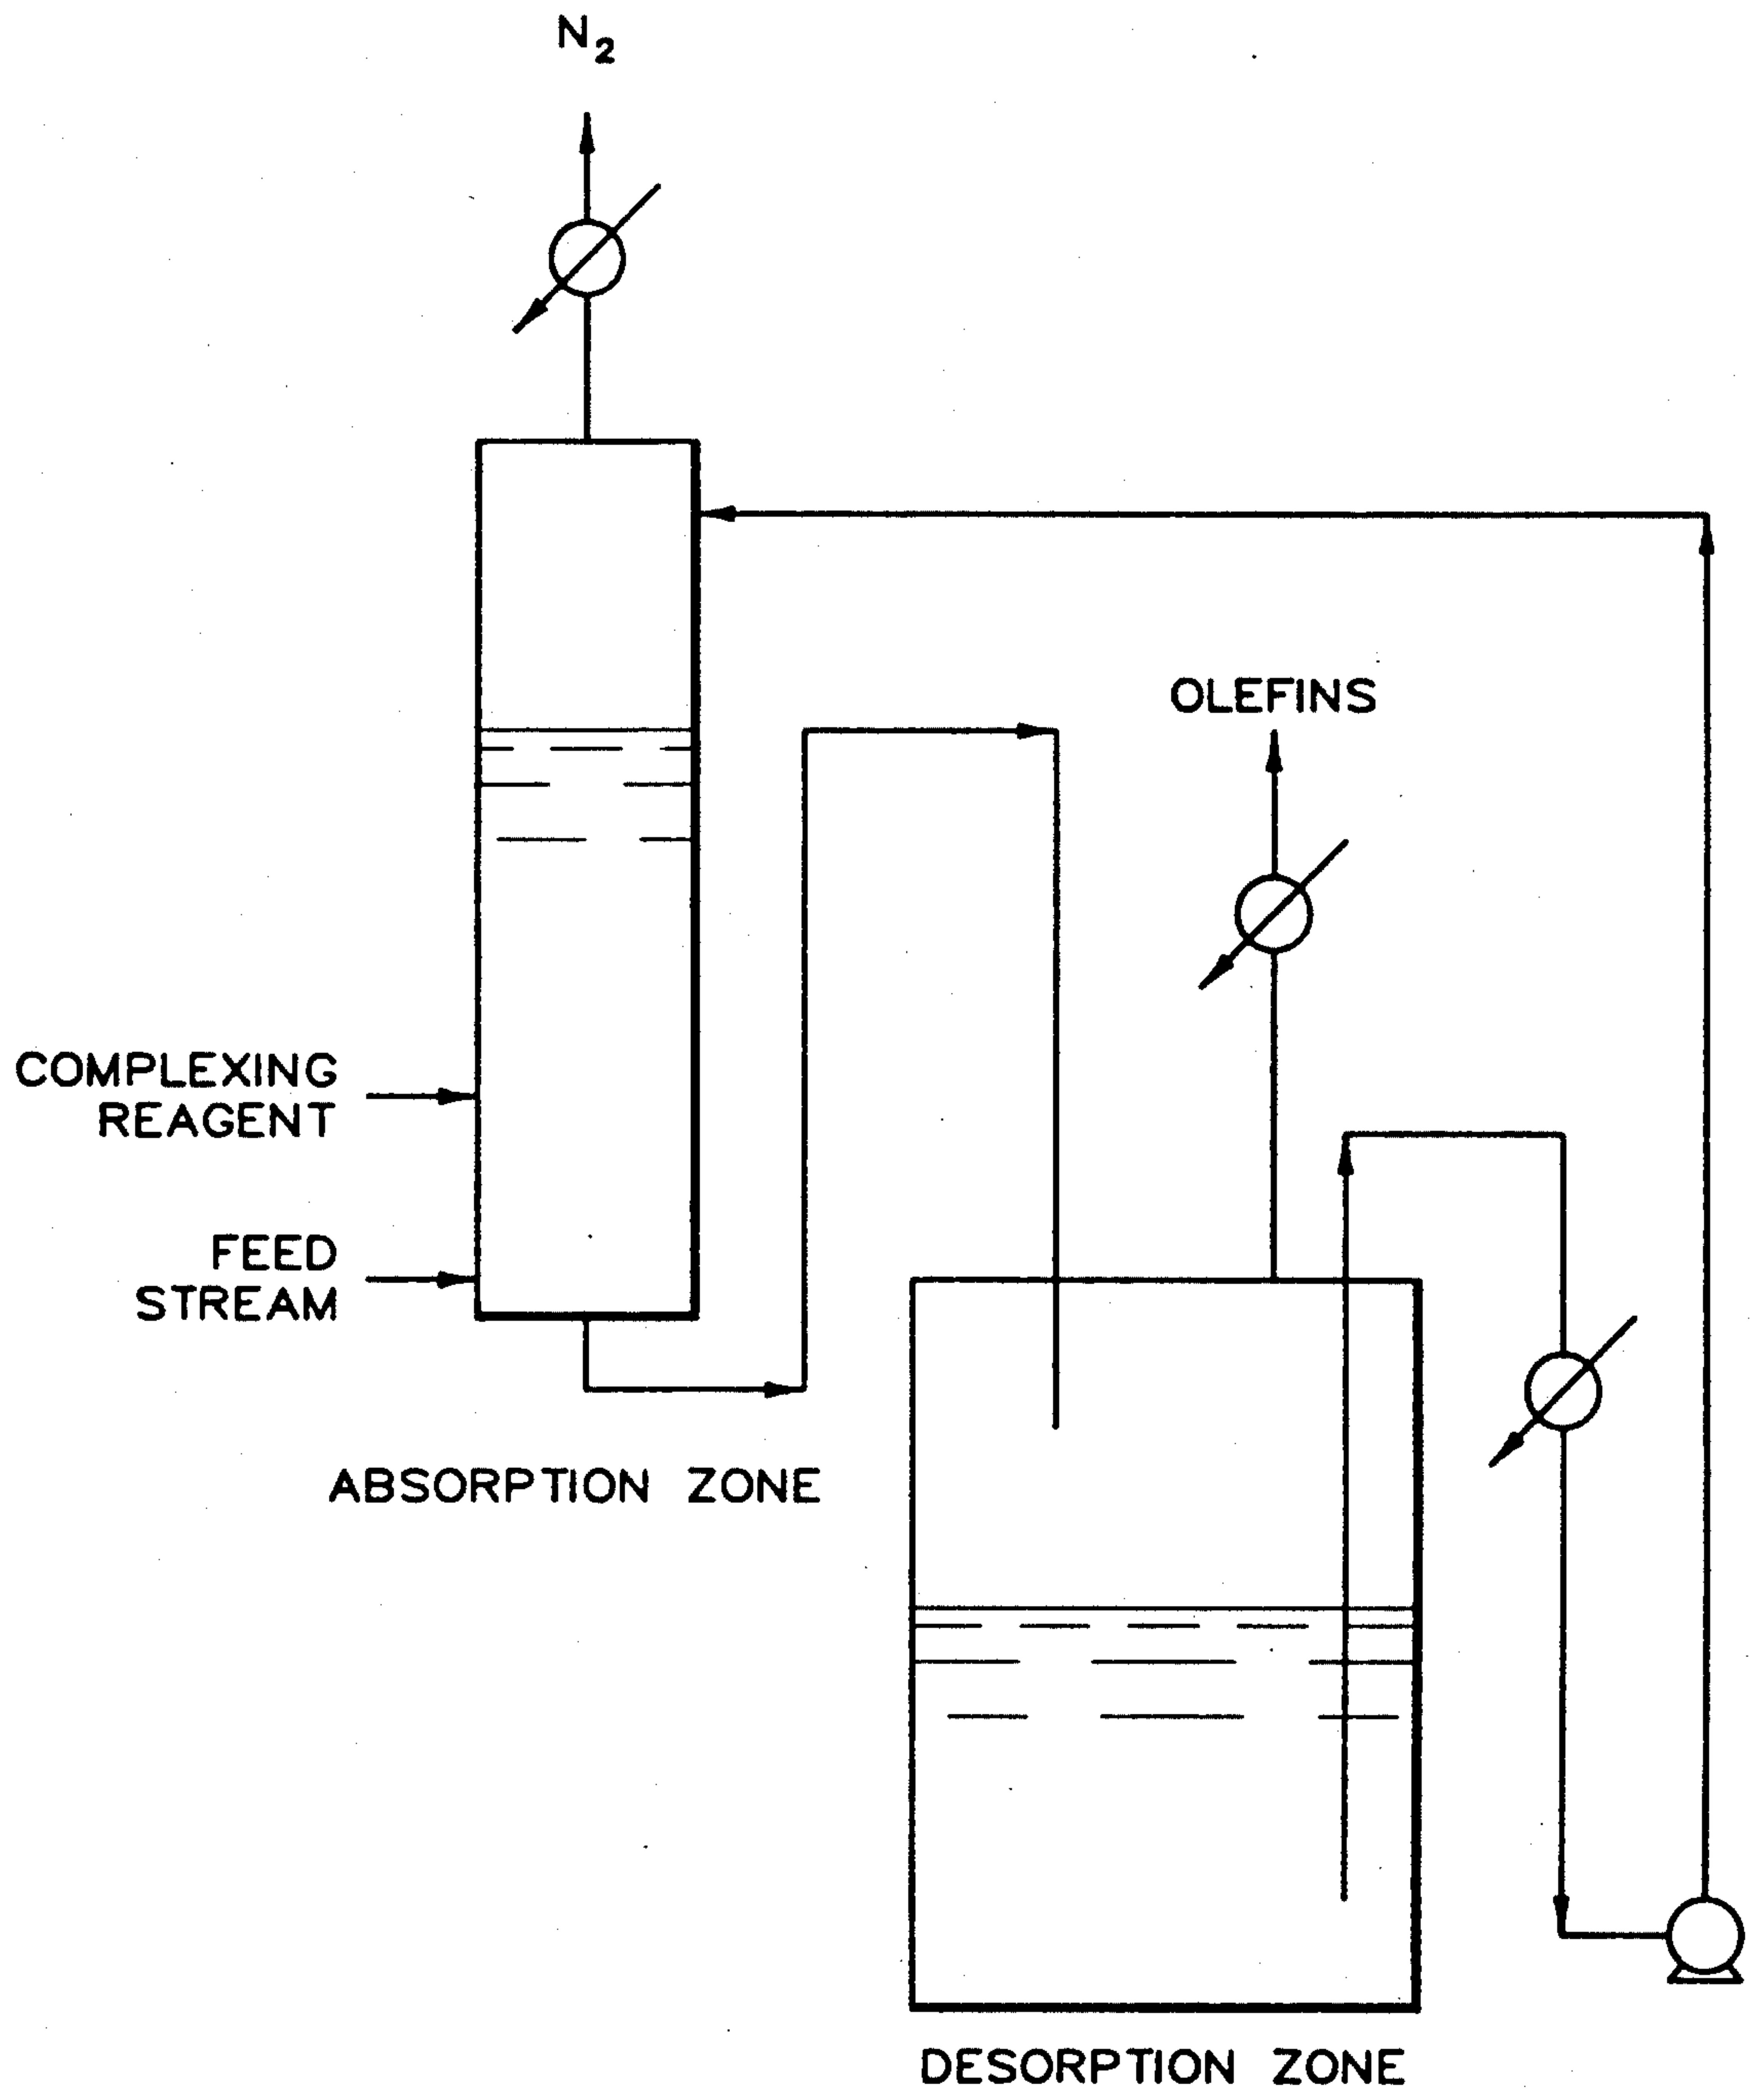 N2
OLEFINS
COMPLEXING
REAGENT
FEED
STREAM
ABSORPTION ZONE
DESORPTION ZONE